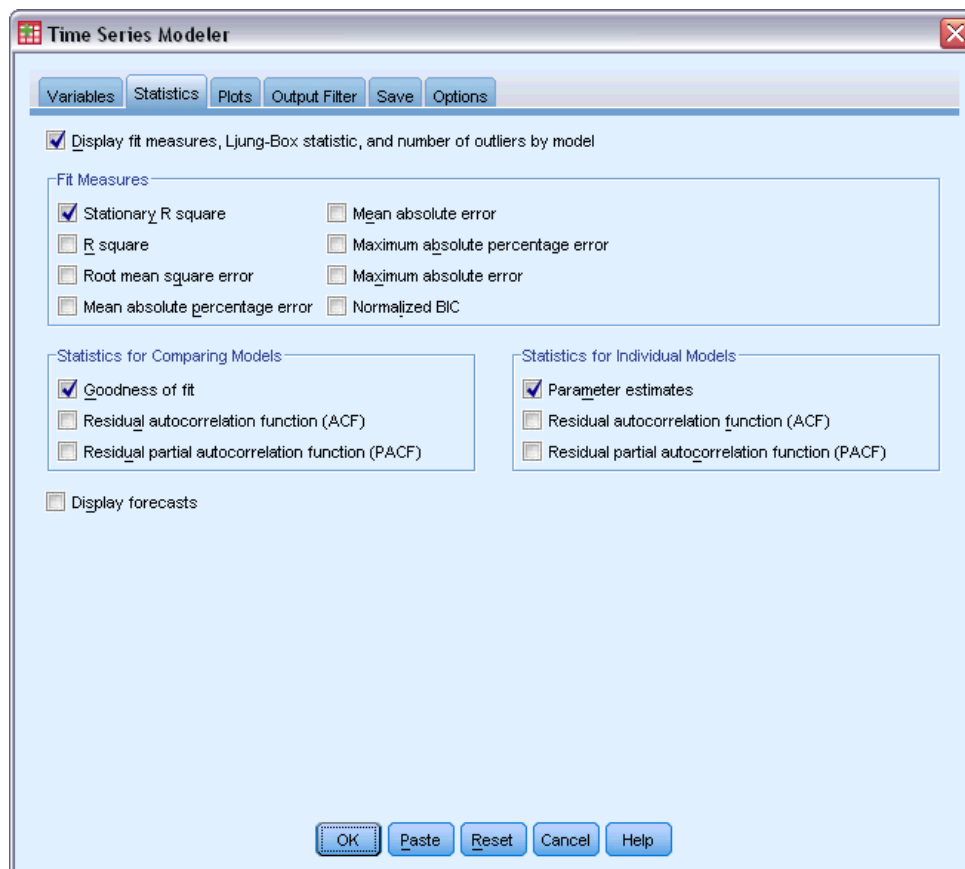 Time Series Modeler
Variables Statistics Plots Output Filter Save Options
Display fit measures, Ljung-Box statistic, and number of outliers by model
Fit Measures
Stationary R square
Mean absolute error
R square
Maximum absolute percentage error
Root mean square error
Maximum absolute error
Mean absolute percentage error
Normalized BIC
Statistics for Comparing Models
Goodness of fit
Residual autocorrelation function (ACF)
Residual partial autocorrelation function (PACF)
Statistics for Individual Models
Parameter estimates
Residual autocorrelation function (ACF)
Residual partial autocorrelation function (PACF)
Display forecasts
OK Paste Reset Cancel Help